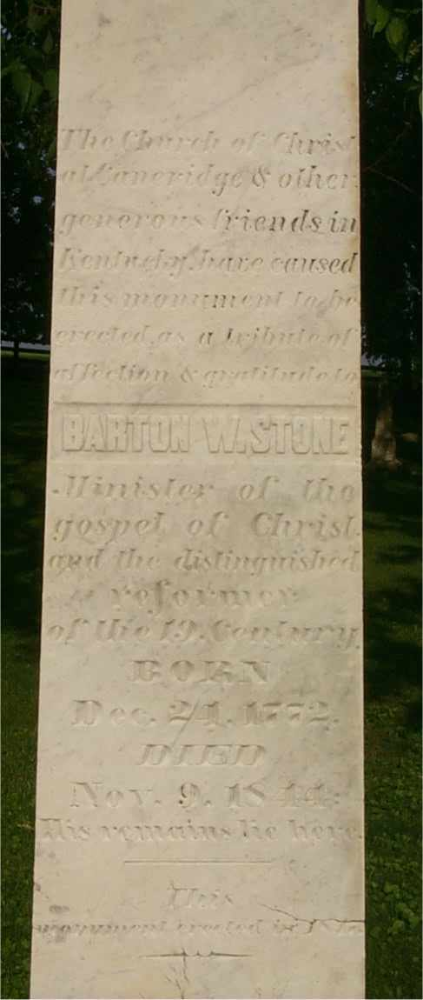 The Church of Christ
at Caneridge & other
generous friends in
Kentucky, have caused
this monument to be
erected, as a tribute of
affection & gratitude to
BARTON W. STONE
Minister of the
gospel of Christ,
and the distinguished
reformer
of the 19. Century,
BORN
Dec. 24. 1772.
DIED
Nov. 9. 1844:
His remains lie here.
This
monument erected in